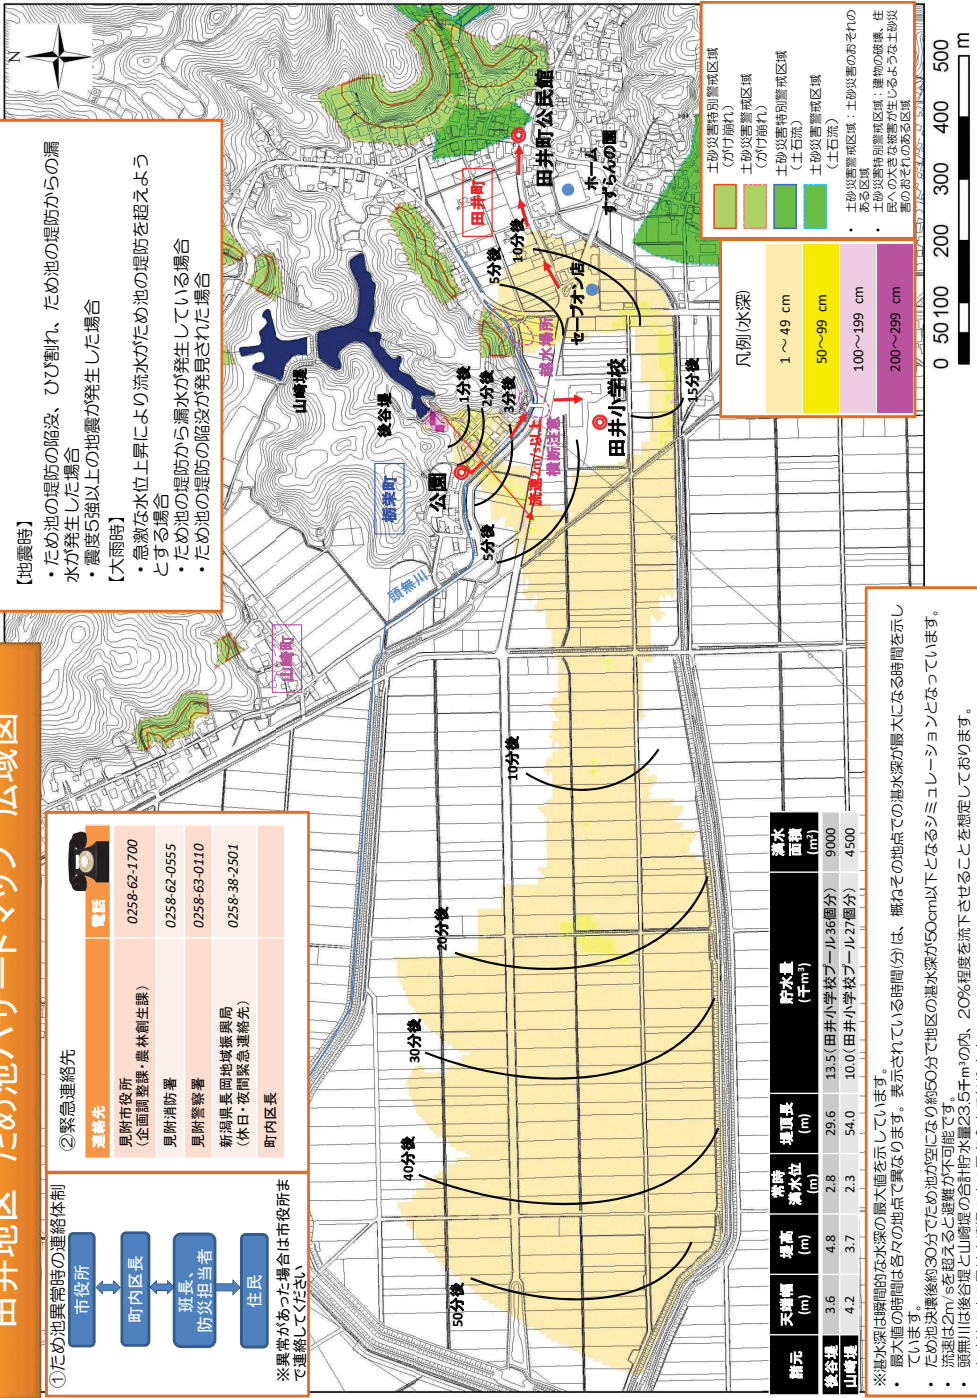 田井地区 ため池ハザードマップ 広域図
①ため池異常時の連絡体制
市役所
町内区長
班長、
防災担当者
住民
※異常があった場合は市役所ま
で連絡してください
②緊急連絡先
連絡先 電話
見附市役所
(企画調整課・農林創生課) 0258-62-1700
見附消防署 0258-62-0555
見附警察署 0258-63-0110
新潟県長岡地域振興局
(休日・夜間緊急連絡先) 0258-38-2501
町内区長
【地震時】
・ため池の堤防の陥没、ひび割れ、ため池の堤防からの漏
水が発生した場合
・震度5強以上の地震が発生した場合
【大雨時】
・急激な水位上昇により流水がため池の堤防を超えよう
とする場合
・ため池の堤防から漏水が発生している場合
・ため池の堤防の陥没が発見された場合
N
山崎町
頭無川
栃栄町
公園
後谷堤
山崎堤
田井町
田井町公民館
ホーム
すずらんの園
セーブオン店
田井小学校
越水場所
流速2m/s以上
横断注意
1分後
2分後
3分後
5分後
10分後
5分後
15分後
10分後
20分後
30分後
40分後
50分後
土砂災害特別警戒区域
(がけ崩れ)
土砂災害警戒区域
(がけ崩れ)
土砂災害特別警戒区域
(土石流)
土砂災害警戒区域
(土石流)
・ 土砂災害警戒区域：土砂災害のおそれの
ある区域
・ 土砂災害特別警戒区域：建物の破壊、住
民への大きな被害が生じるような土砂災
害のおそれのある区域
凡例(水深)
1～49 cm
50～99 cm
100～199 cm
200～299 cm
0 50 100 200 300 400 500
m
諸元 天端幅
(m) 堤高
(m) 常時
満水位
(m) 堤頂長
(m) 貯水量
(千m³) 満水
面積
(m²)
後谷堤 3.6 4.8 2.8 29.6 13.5(田井小学校プール36個分) 9000
山崎堤 4.2 3.7 2.3 54.0 10.0(田井小学校プール27個分) 4500
※湛水深は瞬間的な水深の最大値を示しています。
・ 最大値の時間は各々の地点で異なります。表示されている時間(分)は、概ねその地点での湛水深が最大になる時間を示し
ています。
・ ため池決壊後約30分でため池が空になり約50分で地区の湛水深が50cm以下となるシミュレーションとなっています。
・ 流速は2m/sを超えると避難が不可能です。
・ 頭無川は後谷堤と山崎堤の合計貯水量23.5千m³の内、20%程度を流下させることを想定しております。